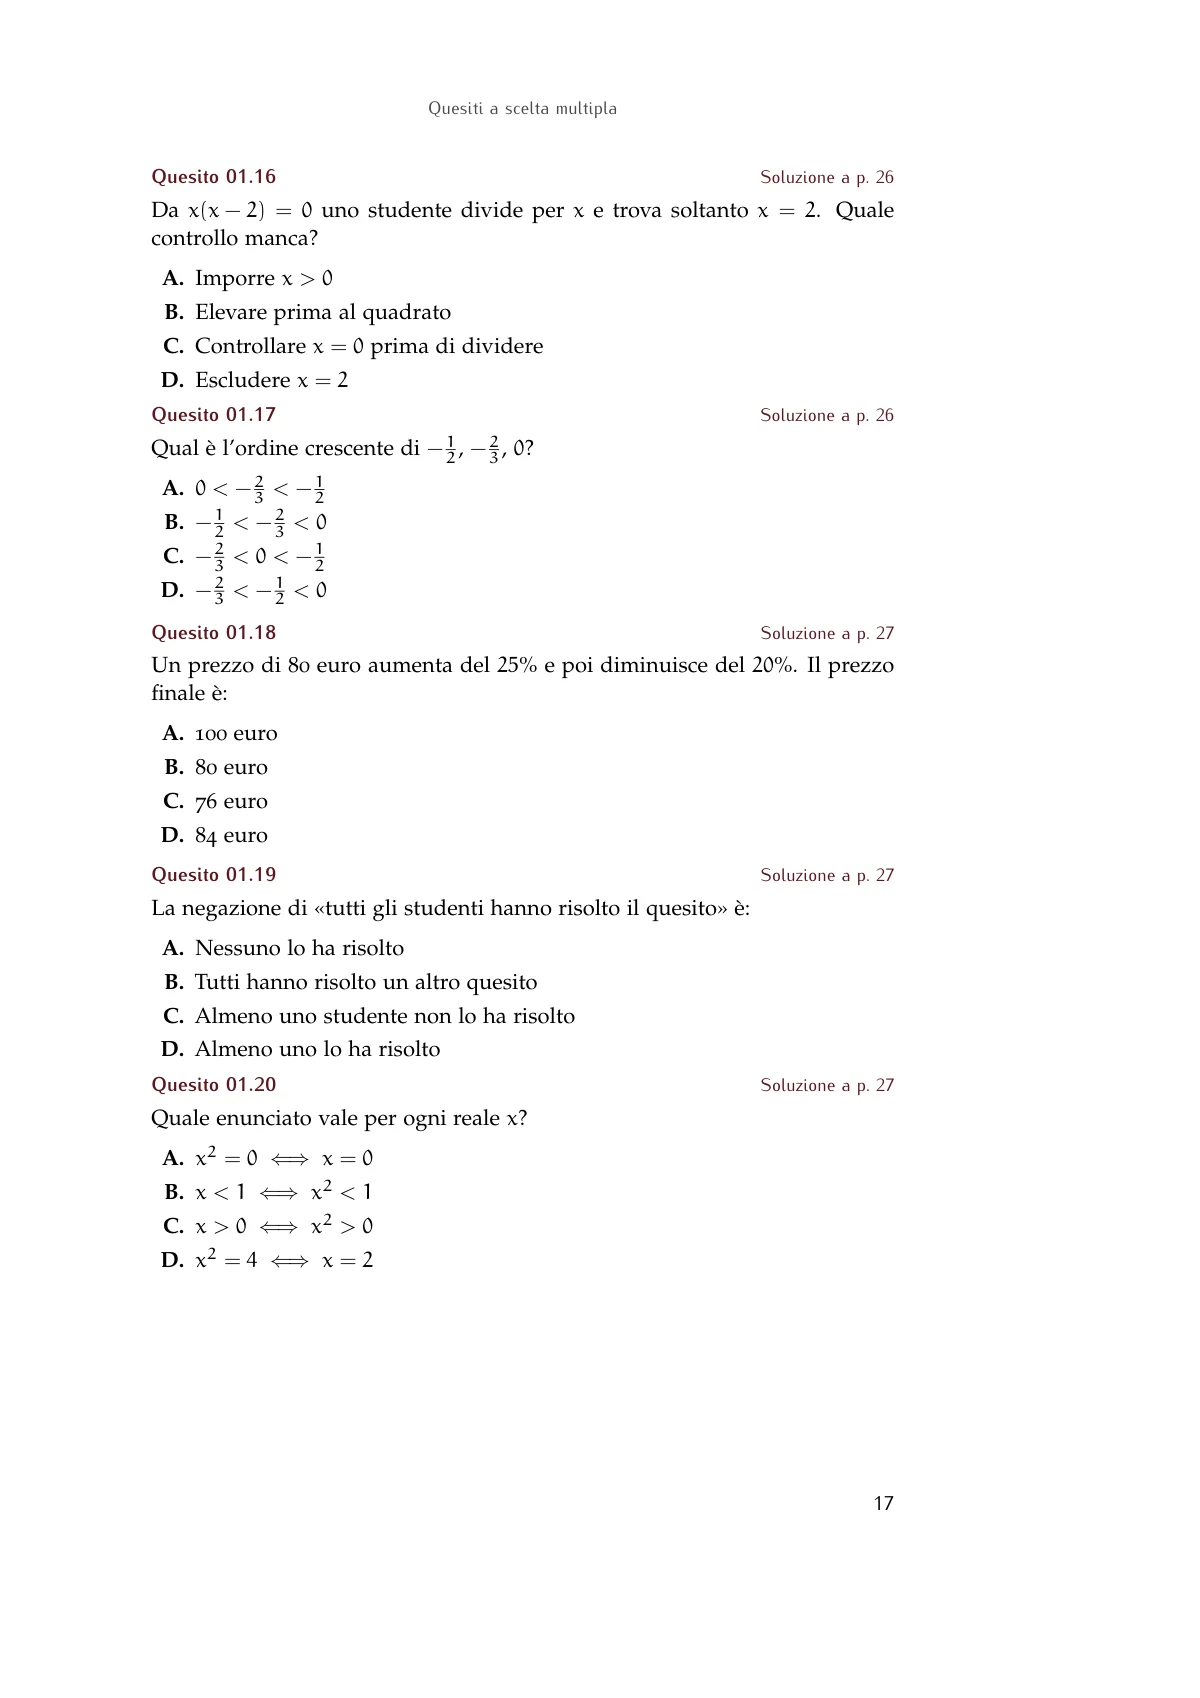 Quesiti a scelta multipla
Quesito 01.16 Soluzione a p. 26
Da x(x − 2) = 0 uno studente divide per x e trova soltanto x = 2. Quale
controllo manca?
A. Imporre x > 0
B. Elevare prima al quadrato
C. Controllare x = 0 prima di dividere
D. Escludere x = 2
Quesito 01.17 Soluzione a p. 26
Qual è l'ordine crescente di −1/2, −2/3, 0?
A. 0 < −2/3 < −1/2
B. −1/2 < −2/3 < 0
C. −2/3 < 0 < −1/2
D. −2/3 < −1/2 < 0
Quesito 01.18 Soluzione a p. 27
Un prezzo di 80 euro aumenta del 25% e poi diminuisce del 20%. Il prezzo
finale è:
A. 100 euro
B. 80 euro
C. 76 euro
D. 84 euro
Quesito 01.19 Soluzione a p. 27
La negazione di «tutti gli studenti hanno risolto il quesito» è:
A. Nessuno lo ha risolto
B. Tutti hanno risolto un altro quesito
C. Almeno uno studente non lo ha risolto
D. Almeno uno lo ha risolto
Quesito 01.20 Soluzione a p. 27
Quale enunciato vale per ogni reale x?
A. x² = 0 ⟺ x = 0
B. x < 1 ⟺ x² < 1
C. x > 0 ⟺ x² > 0
D. x² = 4 ⟺ x = 2
17